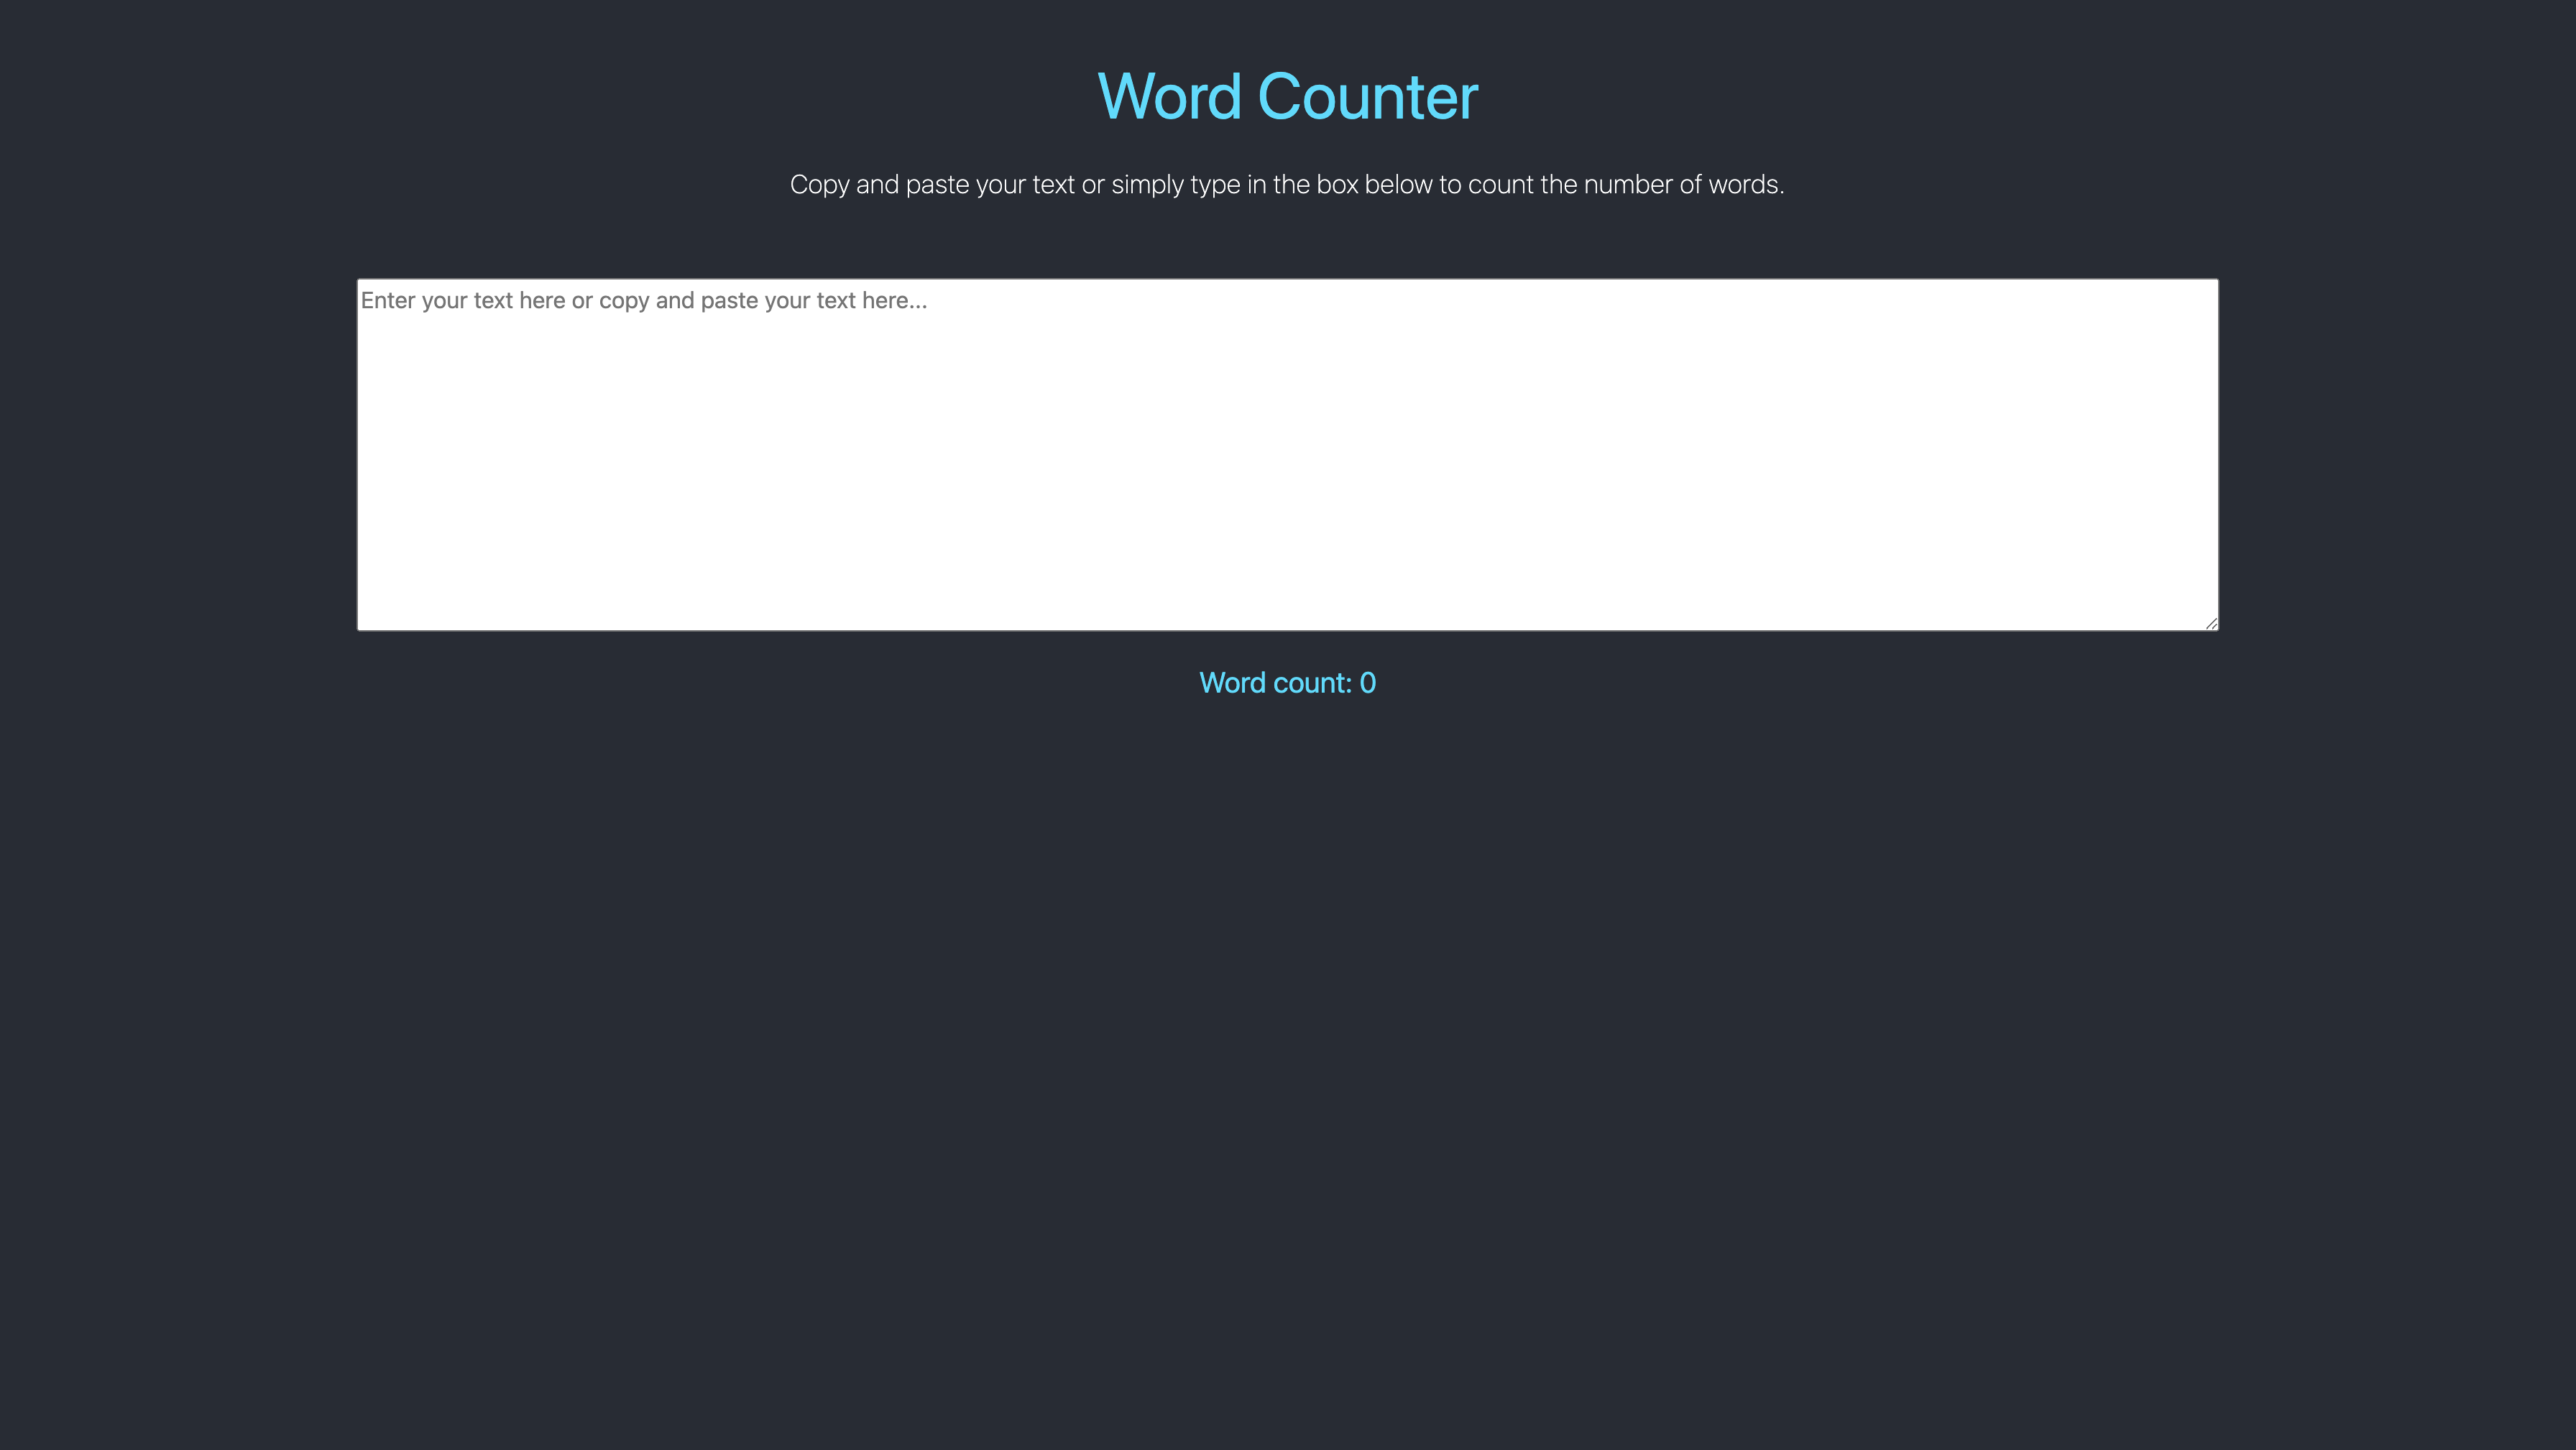 Word Counter
Copy and paste your text or simply type in the box below to count the number of words.
Enter your text here or copy and paste your text here...
Word count: 0